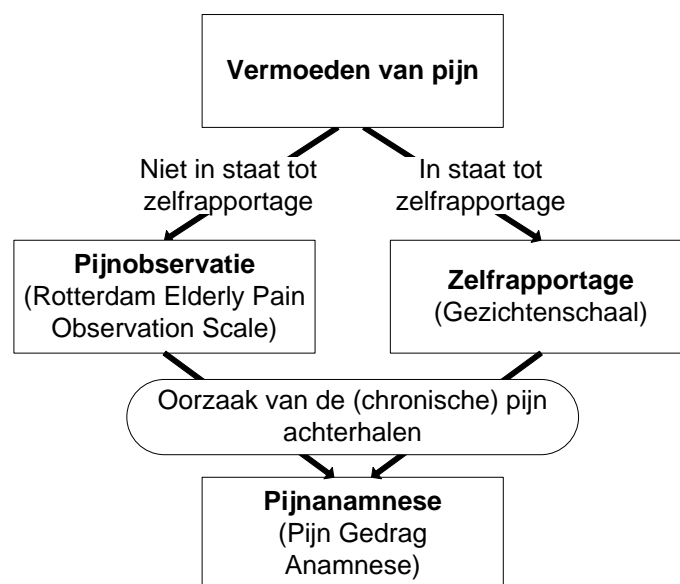 Vermoeden van pijn
Niet in staat tot
zelfrapportage
In staat tot
zelfrapportage
Pijnobservatie
(Rotterdam Elderly Pain
Observation Scale)
Zelfrapportage
(Gezichtenschaal)
Oorzaak van de (chronische) pijn
achterhalen
Pijnanamnese
(Pijn Gedrag
Anamnese)